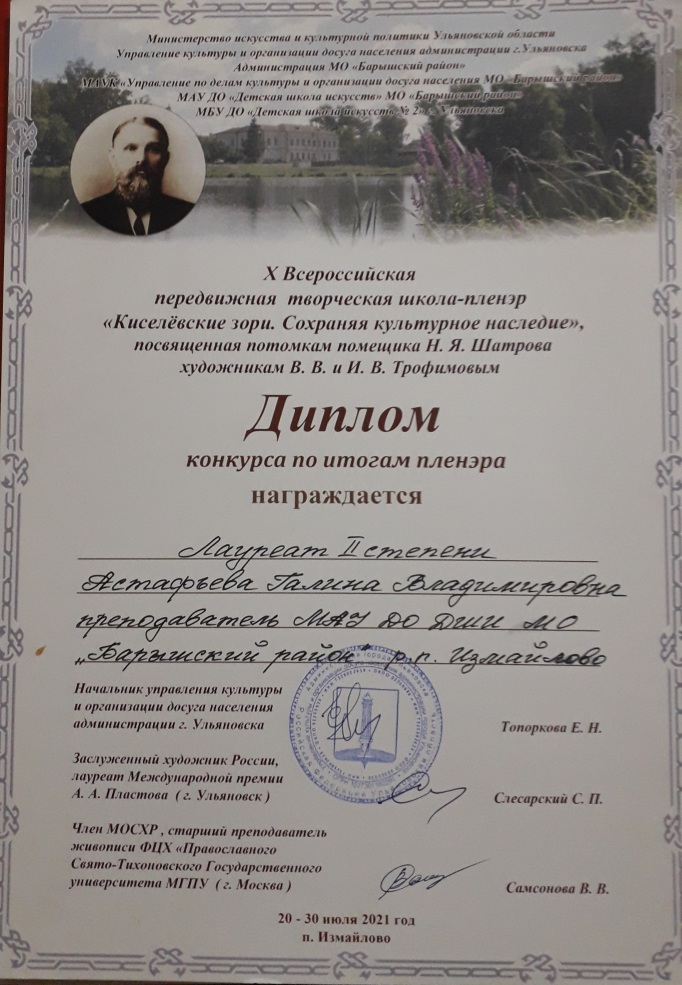 Министерство искусства и культурной политики Ульяновской области
Управление культуры и организации досуга населения администрации г.Ульяновска
Администрация МО «Барышский район»
МАУК «Управление по делам культуры и организации досуга населения МО «Барышский район»
МАУ ДО «Детская школа искусств» МО «Барышский район»
МБУ ДО «Детская школа искусств № 2» г. Ульяновска
X Всероссийская
передвижная творческая школа-пленэр
«Киселёвские зори. Сохраняя культурное наследие»,
посвященная потомкам помещика Н. Я. Шатрова
художникам В. В. и И. В. Трофимовым
Диплом
конкурса по итогам пленэра
награждается
Лауреат II степени
Астафьева Галина Владимировна
преподаватель МАУ ДО ДШИ МО
„Барышский район" р.п. Измайлово
Начальник управления культуры
и организации досуга населения
администрации г. Ульяновска
Топоркова Е. Н.
Заслуженный художник России,
лауреат Международной премии
А. А. Пластова ( г. Ульяновск )
Слесарский С. П.
Член МОСХР , старший преподаватель
живописи ФЦХ «Православного
Свято-Тихоновского Государственного
университета МГПУ ( г. Москва )
Самсонова В. В.
20 - 30 июля 2021 год
п. Измайлово